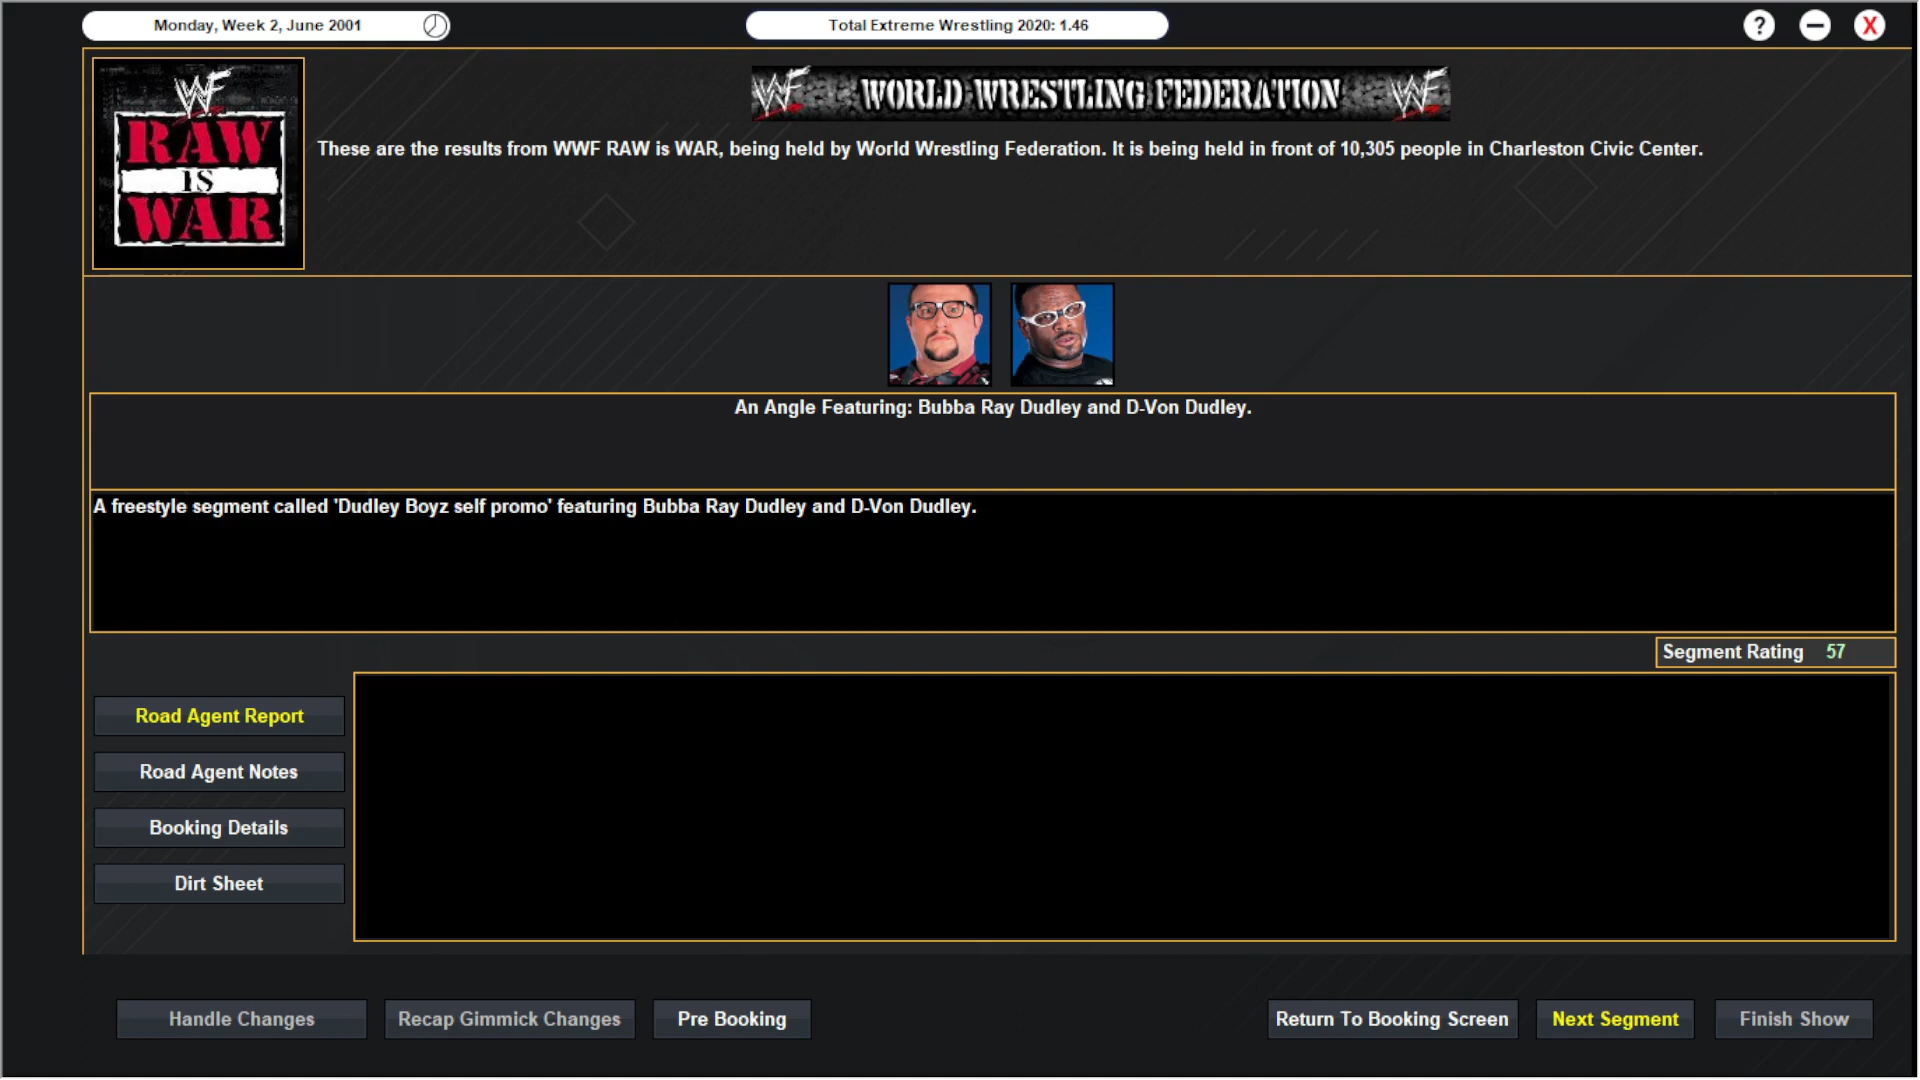 Monday, Week 2, June 2001
Total Extreme Wrestling 2020: 1.46
?
X
WF
RAW
IS
WAR
WF WORLD WRESTLING FEDERATION WF
These are the results from WWF RAW is WAR, being held by World Wrestling Federation. It is being held in front of 10,305 people in Charleston Civic Center.
An Angle Featuring: Bubba Ray Dudley and D-Von Dudley.
A freestyle segment called 'Dudley Boyz self promo' featuring Bubba Ray Dudley and D-Von Dudley.
Segment Rating 57
Road Agent Report
Road Agent Notes
Booking Details
Dirt Sheet
Handle Changes
Recap Gimmick Changes
Pre Booking
Return To Booking Screen
Next Segment
Finish Show